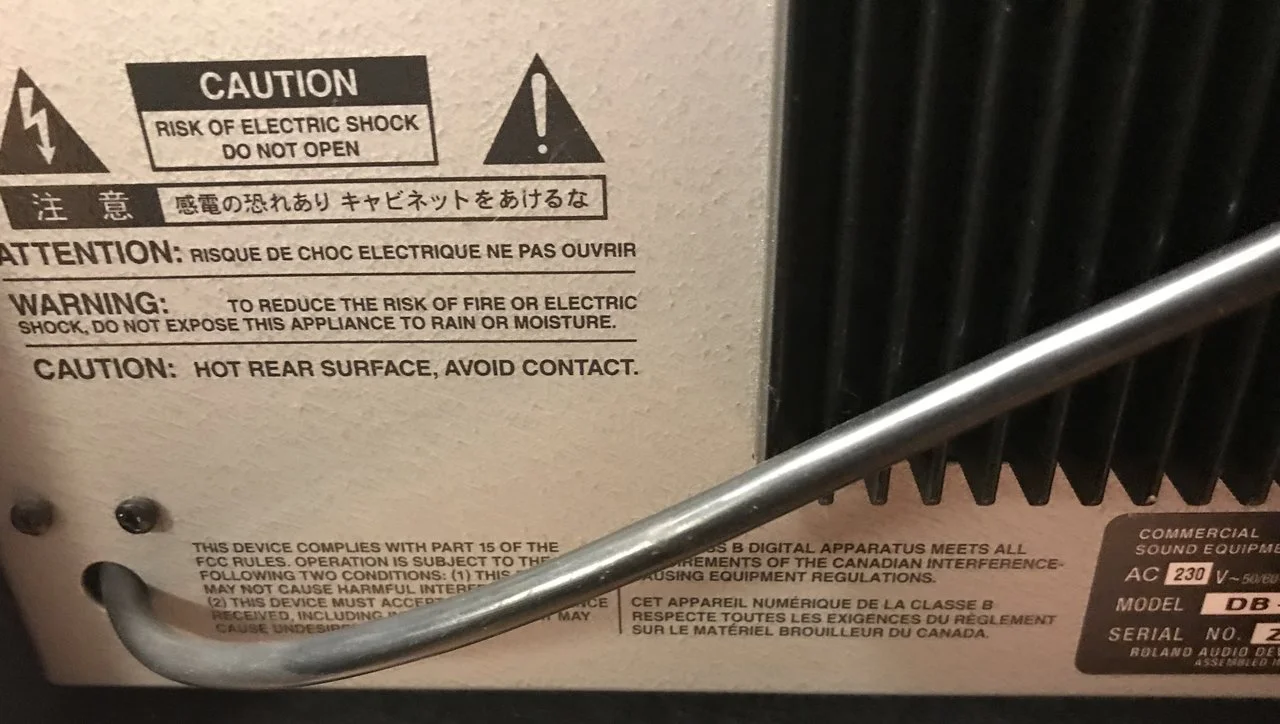 CAUTION
RISK OF ELECTRIC SHOCK
DO NOT OPEN
注 意 感電の恐れあり キャビネットをあけるな
ATTENTION: RISQUE DE CHOC ELECTRIQUE NE PAS OUVRIR
WARNING: TO REDUCE THE RISK OF FIRE OR ELECTRIC
SHOCK, DO NOT EXPOSE THIS APPLIANCE TO RAIN OR MOISTURE.
CAUTION: HOT REAR SURFACE, AVOID CONTACT.
THIS DEVICE COMPLIES WITH PART 15 OF THE
FCC RULES. OPERATION IS SUBJECT TO THE
FOLLOWING TWO CONDITIONS: (1) THIS
MAY NOT CAUSE HARMFUL
(2) THIS DEVICE MUST ACCEPT
RECEIVED, INCLUDING MAY
CAUSE
B DIGITAL APPARATUS MEETS ALL
OF THE CANADIAN INTERFERENCE-
EQUIPMENT REGULATIONS.
CET APPAREIL NUMÉRIQUE DE LA CLASSE B
RESPECTE TOUTES LES EXIGENCES DU RÈGLEMENT
SUR LE MATÉRIEL BROUILLEUR DU CANADA.
COMMERCIAL
SOUND
AC 230 V~50/60
MODEL DB
SERIAL NO.
ROLAND AUDIO
ASSEMBLED